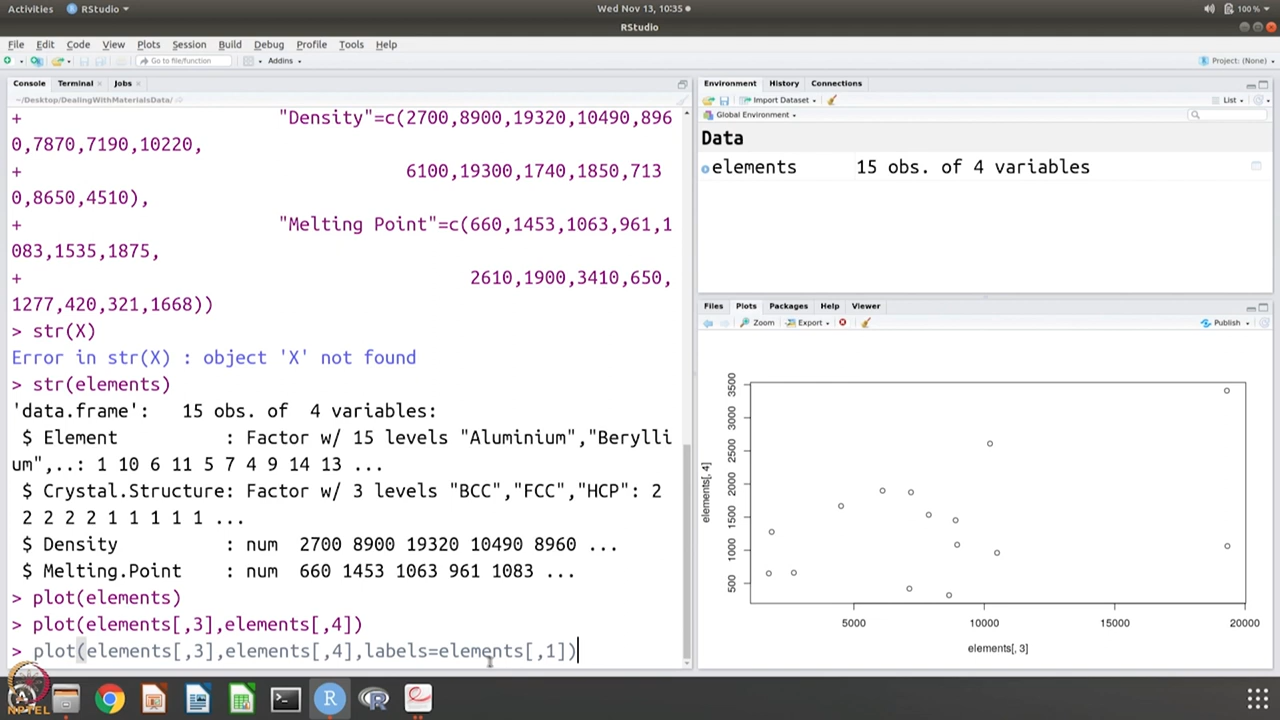 Activities
RStudio
Wed Nov 13, 10:35
100 %
RStudio
File Edit Code View Plots Session Build Debug Profile Tools Help
Go to file/function
Addins
Project: (None)
Console Terminal Jobs
~/Desktop/DealingWithMaterialsData/
+ "Density"=c(2700,8900,19320,10490,896
0,7870,7190,10220,
+ 6100,19300,1740,1850,713
0,8650,4510),
+ "Melting Point"=c(660,1453,1063,961,1
083,1535,1875,
+ 2610,1900,3410,650,
1277,420,321,1668))
> str(X)
Error in str(X) : object 'X' not found
> str(elements)
'data.frame': 15 obs. of 4 variables:
$ Element : Factor w/ 15 levels "Aluminium","Berylli
um",..: 1 10 6 11 5 7 4 9 14 13 ...
$ Crystal.Structure: Factor w/ 3 levels "BCC","FCC","HCP": 2
2 2 2 2 1 1 1 1 1 ...
$ Density : num 2700 8900 19320 10490 8960 ...
$ Melting.Point : num 660 1453 1063 961 1083 ...
> plot(elements)
> plot(elements[,3],elements[,4])
> plot(elements[,3],elements[,4],labels=elements[,1])
Environment History Connections
Import Dataset
List
Global Environment
Data
elements 15 obs. of 4 variables
Files Plots Packages Help Viewer
Zoom Export Publish
elements[, 4]
3500
3000
2500
2000
1500
1000
500
5000 10000 15000 20000
elements[, 3]
NPTEL